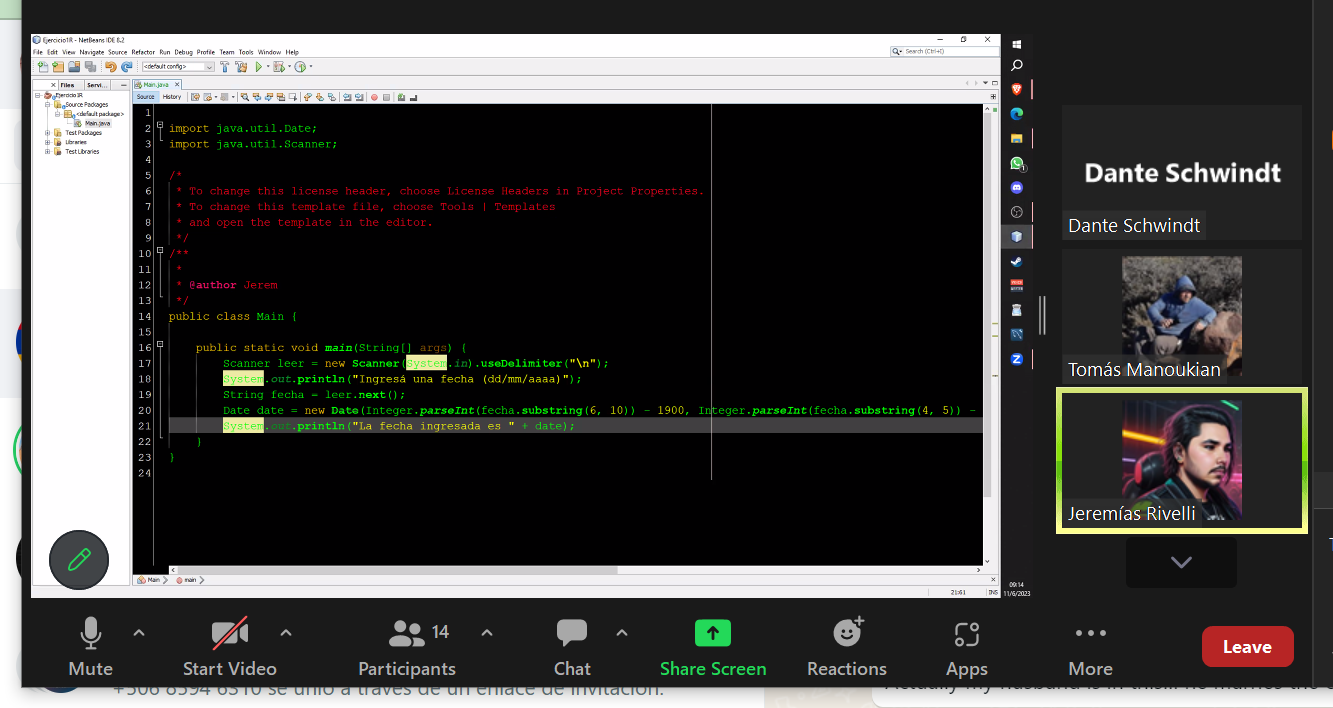 Ejercicio1R - NetBeans IDE 8.2
File Edit View Navigate Source Refactor Run Debug Profile Team Tools Window Help
Search (Ctrl+I)
<default config>
Files Servi...
Main.java
Source History
Ejercicio1R
Source Packages
<default package>
Main.java
Test Packages
Libraries
Test Libraries
1
2 import java.util.Date;
3 import java.util.Scanner;
4
5 /*
6 * To change this license header, choose License Headers in Project Properties.
7 * To change this template file, choose Tools | Templates
8 * and open the template in the editor.
9 */
10 /**
11 *
12 * @author Jerem
13 */
14 public class Main {
15
16 public static void main(String[] args) {
17 Scanner leer = new Scanner(System.in).useDelimiter("\n");
18 System.out.println("Ingresá una fecha (dd/mm/aaaa)");
19 String fecha = leer.next();
20 Date date = new Date(Integer.parseInt(fecha.substring(6, 10)) - 1900, Integer.parseInt(fecha.substring(4, 5)) -
21 System.out.println("La fecha ingresada es " + date);
22 }
23 }
24
Main main
21:61 INS
09:14
11/6/2023
Dante Schwindt
Dante Schwindt
Tomás Manoukian
Jeremías Rivelli
Mute
Start Video
14
Participants
Chat
Share Screen
Reactions
Apps
More
Leave
+506 8594 6310 se unió a través de un enlace de invitación.